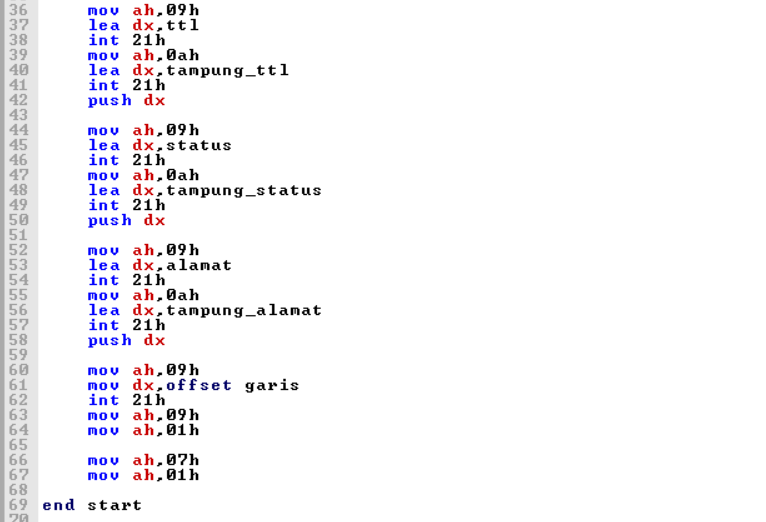 36 mov ah,09h
37 lea dx,ttl
38 int 21h
39 mov ah,0ah
40 lea dx,tampung_ttl
41 int 21h
42 push dx
43
44 mov ah,09h
45 lea dx,status
46 int 21h
47 mov ah,0ah
48 lea dx,tampung_status
49 int 21h
50 push dx
51
52 mov ah,09h
53 lea dx,alamat
54 int 21h
55 mov ah,0ah
56 lea dx,tampung_alamat
57 int 21h
58 push dx
59
60 mov ah,09h
61 mov dx,offset garis
62 int 21h
63 mov ah,09h
64 mov ah,01h
65
66 mov ah,07h
67 mov ah,01h
68
69 end start
70